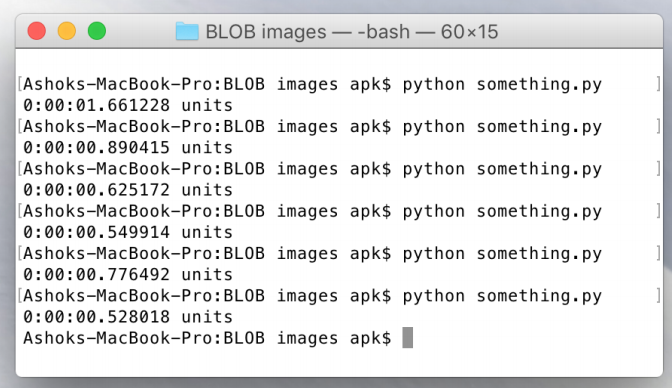 BLOB images — -bash — 60×15
[Ashoks-MacBook-Pro:BLOB images apk$ python something.py ]
0:00:01.661228 units
[Ashoks-MacBook-Pro:BLOB images apk$ python something.py ]
0:00:00.890415 units
[Ashoks-MacBook-Pro:BLOB images apk$ python something.py ]
0:00:00.625172 units
[Ashoks-MacBook-Pro:BLOB images apk$ python something.py ]
0:00:00.549914 units
[Ashoks-MacBook-Pro:BLOB images apk$ python something.py ]
0:00:00.776492 units
[Ashoks-MacBook-Pro:BLOB images apk$ python something.py ]
0:00:00.528018 units
Ashoks-MacBook-Pro:BLOB images apk$